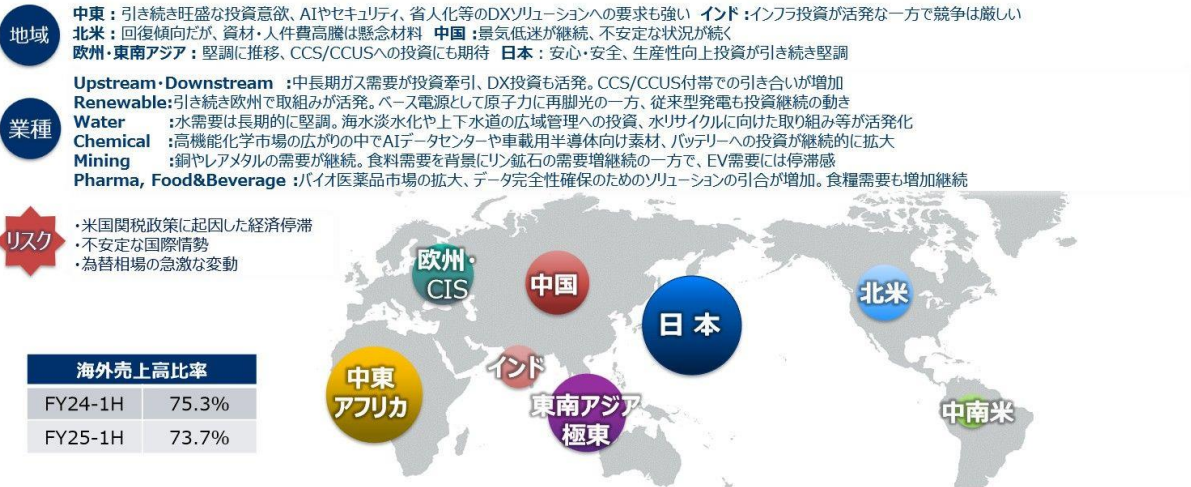 地域
中東：引き続き旺盛な投資意欲、AIやセキュリティ、省人化等のDXソリューションへの要求も強い インド：インフラ投資が活発な一方で競争は厳しい
北米：回復傾向だが、資材・人件費高騰は懸念材料 中国：景気低迷が継続、不安定な状況が続く
欧州・東南アジア：堅調に推移、CCS/CCUSへの投資にも期待 日本：安心・安全、生産性向上投資が引き続き堅調
業種
Upstream・Downstream ：中長期ガス需要が投資牽引、DX投資も活発。CCS/CCUS付帯での引き合いが増加
Renewable：引き続き欧州で取組みが活発。ベース電源として原子力に再脚光の一方、従来型発電も投資継続の動き
Water ：水需要は長期的に堅調。海水淡水化や上下水道の広域管理への投資、水リサイクルに向けた取り組み等が活発化
Chemical ：高機能化学市場の広がりの中でAIデータセンターや車載用半導体向け素材、バッテリーへの投資が継続的に拡大
Mining ：銅やレアメタルの需要が継続。食料需要を背景にリン鉱石の需要増継続の一方で、EV需要には停滞感
Pharma, Food&Beverage ：バイオ医薬品市場の拡大、データ完全性確保のためのソリューションの引合が増加。食糧需要も増加継続
リスク
・米国関税政策に起因した経済停滞
・不安定な国際情勢
・為替相場の急激な変動
欧州・
CIS
中国
日本
北米
インド
中東
アフリカ
東南アジア
極東
中南米
海外売上高比率
FY24-1H 75.3%
FY25-1H 73.7%